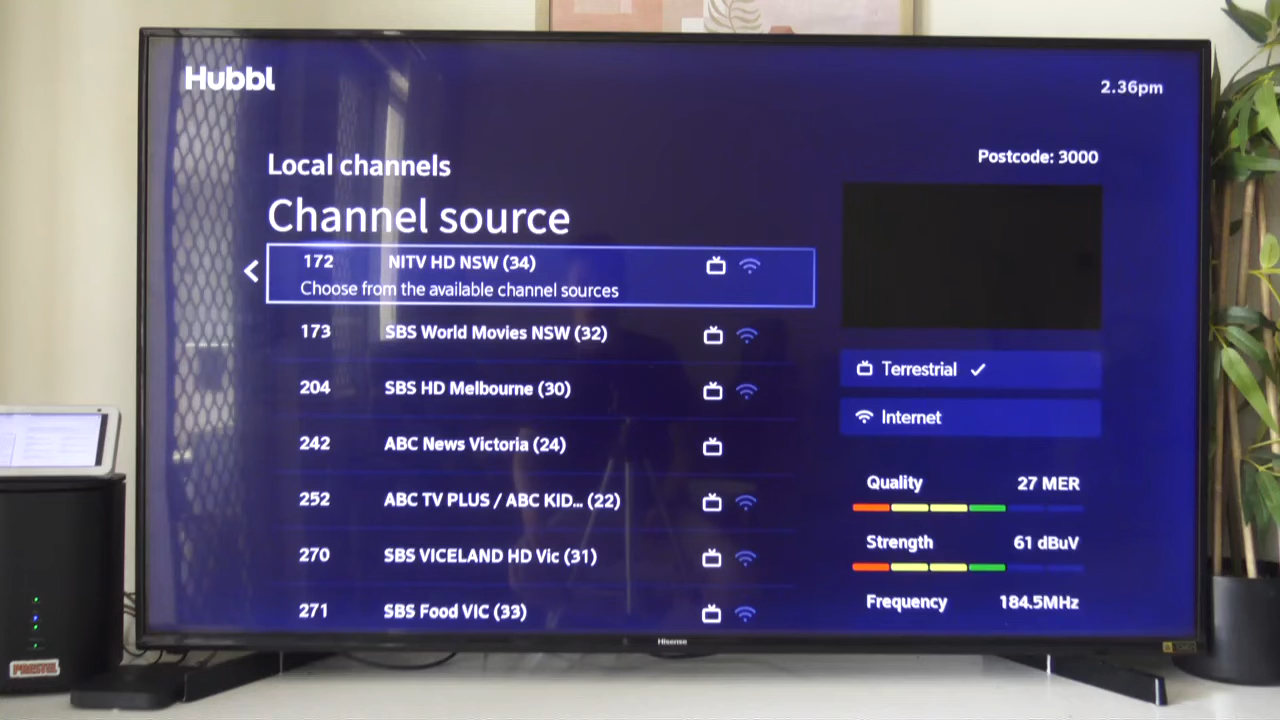 Hubbl
2.36pm
Local channels
Postcode: 3000
Channel source
172 NITV HD NSW (34)
Choose from the available channel sources
173 SBS World Movies NSW (32)
204 SBS HD Melbourne (30)
242 ABC News Victoria (24)
252 ABC TV PLUS / ABC KID... (22)
270 SBS VICELAND HD Vic (31)
271 SBS Food VIC (33)
Terrestrial
Internet
Quality 27 MER
Strength 61 dBuV
Frequency 184.5MHz
Hisense